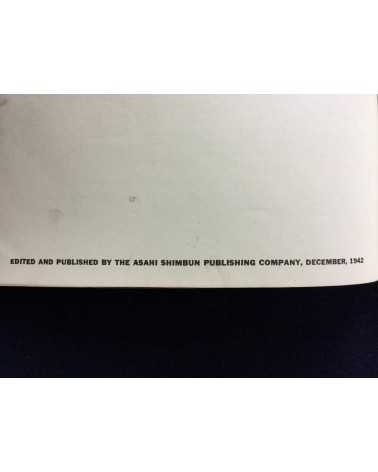 EDITED AND PUBLISHED BY THE ASAHI SHIMBUN PUBLISHING COMPANY, DECEMBER, 1942